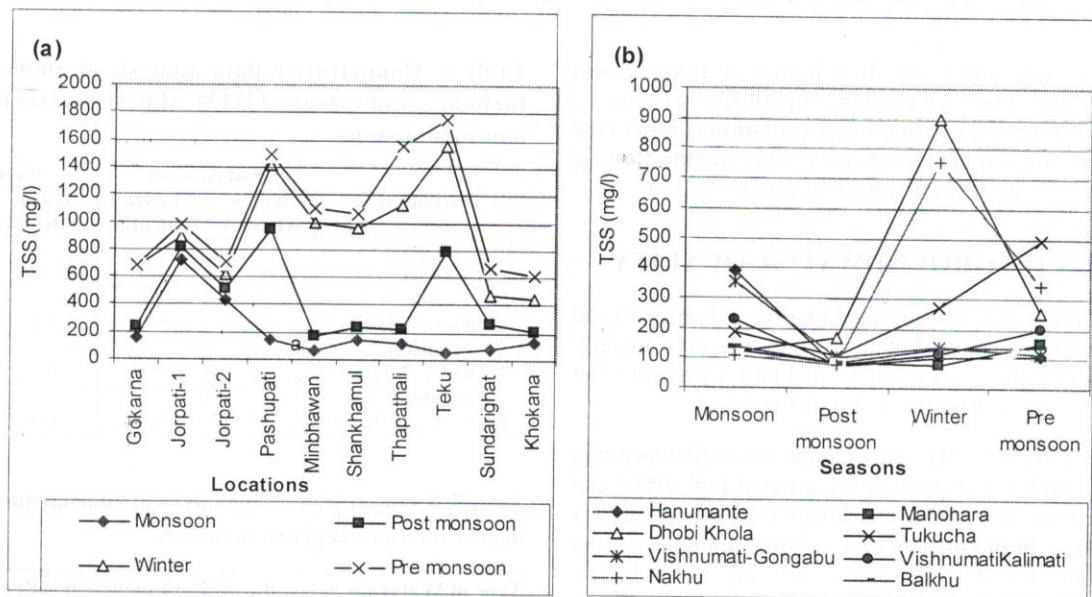 (a)
TSS (mg/l)
2000
1800
1600
1400
1200
1000
800
600
400
200
0
a
Gokarna
Jorpati-1
Jorpati-2
Pashupati
Minbhawan
Shankhamul
Thappathali
Teku
Sundarighat
Khokana
Locations
Monsoon
Post monsoon
Winter
Pre monsoon
(b)
TSS (mg/l)
1000
900
800
700
600
500
400
300
200
100
0
Monsoon
Post monsoon
Winter
Pre monsoon
Seasons
Hanumante
Manohara
Dhobi Khola
Tukucha
Vishnumati-Gongabu
VishnumatiKalimati
Nakhu
Balkhu